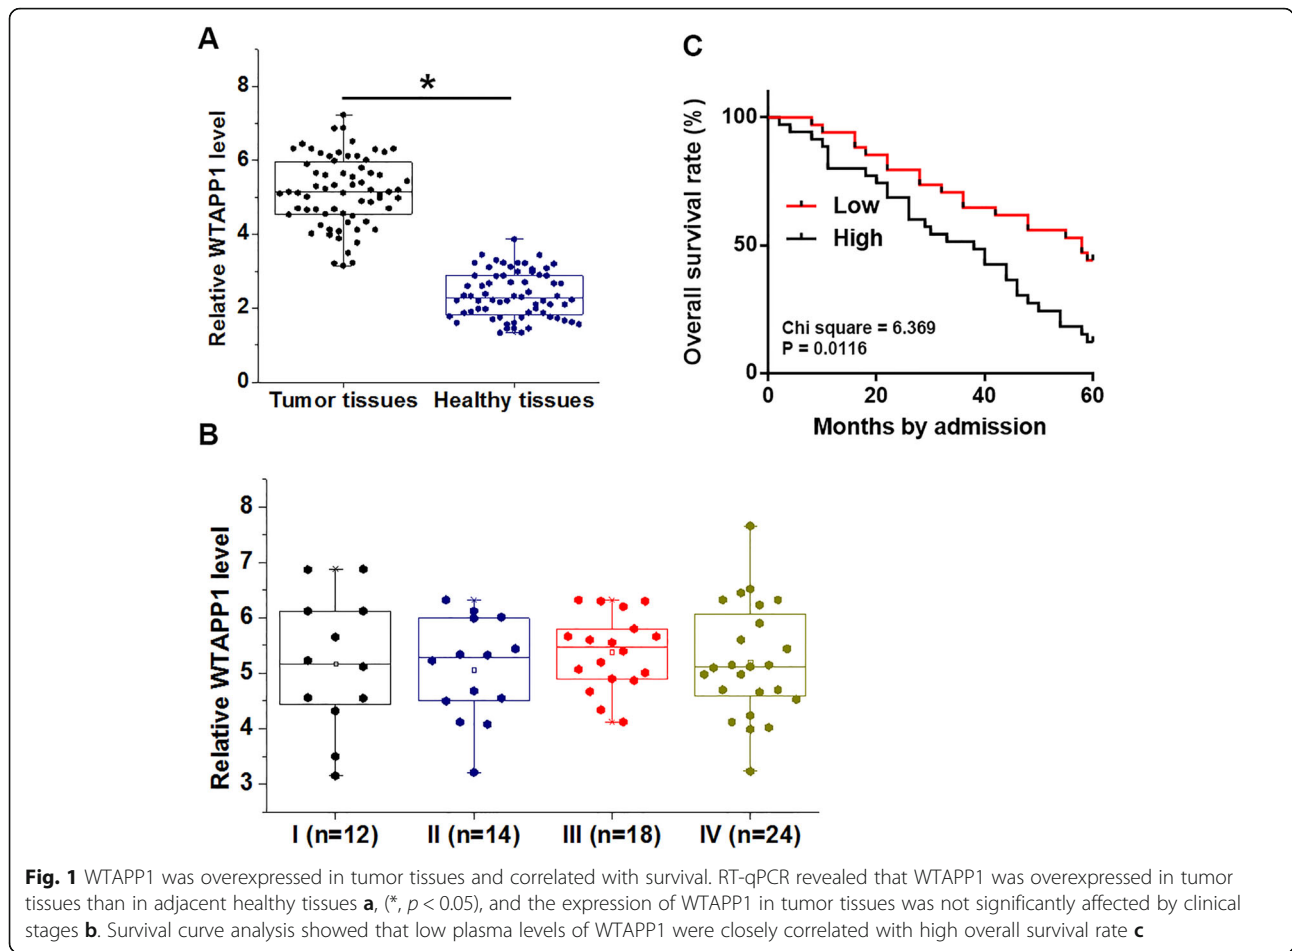 A
Relative WTAPP1 level
8
6
4
2
0
*
Tumor tissues Healthy tissues
C
Overall survival rate (%)
100
50
0
Low
High
Chi square = 6.369
P = 0.0116
0 20 40 60
Months by admission
B
Relative WTAPP1 level
8
7
6
5
4
3
I (n=12) II (n=14) III (n=18) IV (n=24)
Fig. 1 WTAPP1 was overexpressed in tumor tissues and correlated with survival. RT-qPCR revealed that WTAPP1 was overexpressed in tumor
tissues than in adjacent healthy tissues a, (*, p < 0.05), and the expression of WTAPP1 in tumor tissues was not significantly affected by clinical
stages b. Survival curve analysis showed that low plasma levels of WTAPP1 were closely correlated with high overall survival rate c